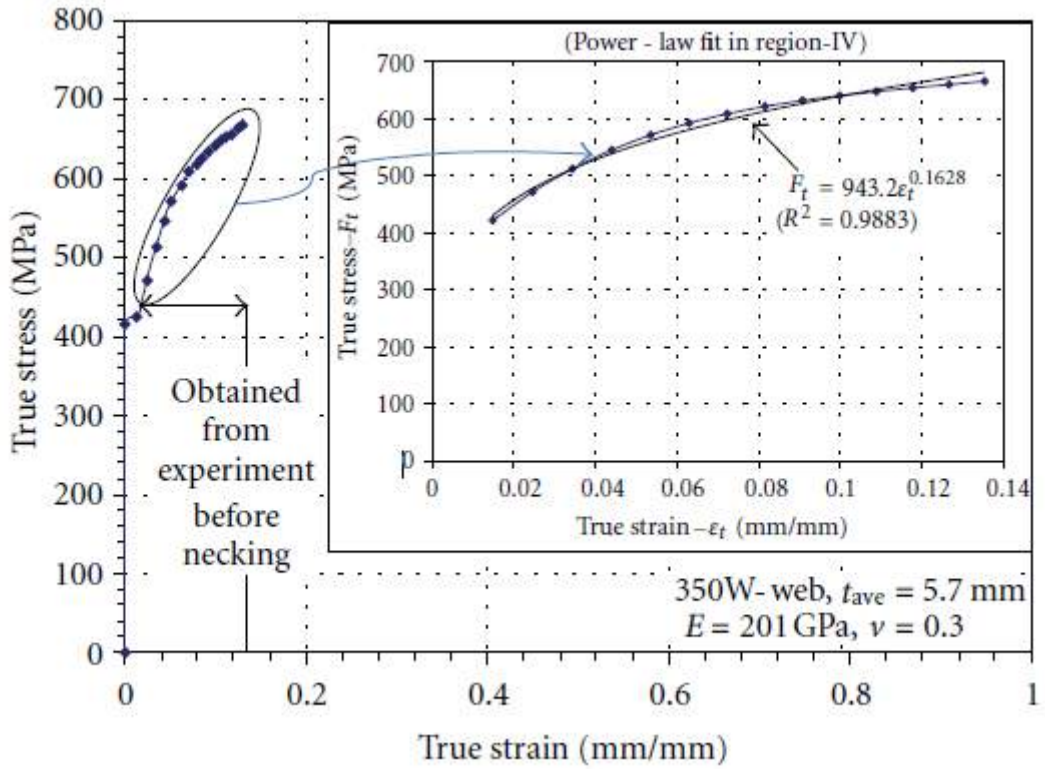 800
700
600
500
400
300
200
100
0
True stress (MPa)
0
0.2
0.4
0.6
0.8
1
True strain (mm/mm)
Obtained
from
experiment
before
necking
(Power - law fit in region-IV)
700
600
500
400
300
200
100
0
True stress–Fₜ (MPa)
0
0.02
0.04
0.06
0.08
0.1
0.12
0.14
True strain –εₜ (mm/mm)
Fₜ = 943.2εₜ^0.1628
(R² = 0.9883)
350W- web, t_ave = 5.7 mm
E = 201 GPa, ν = 0.3